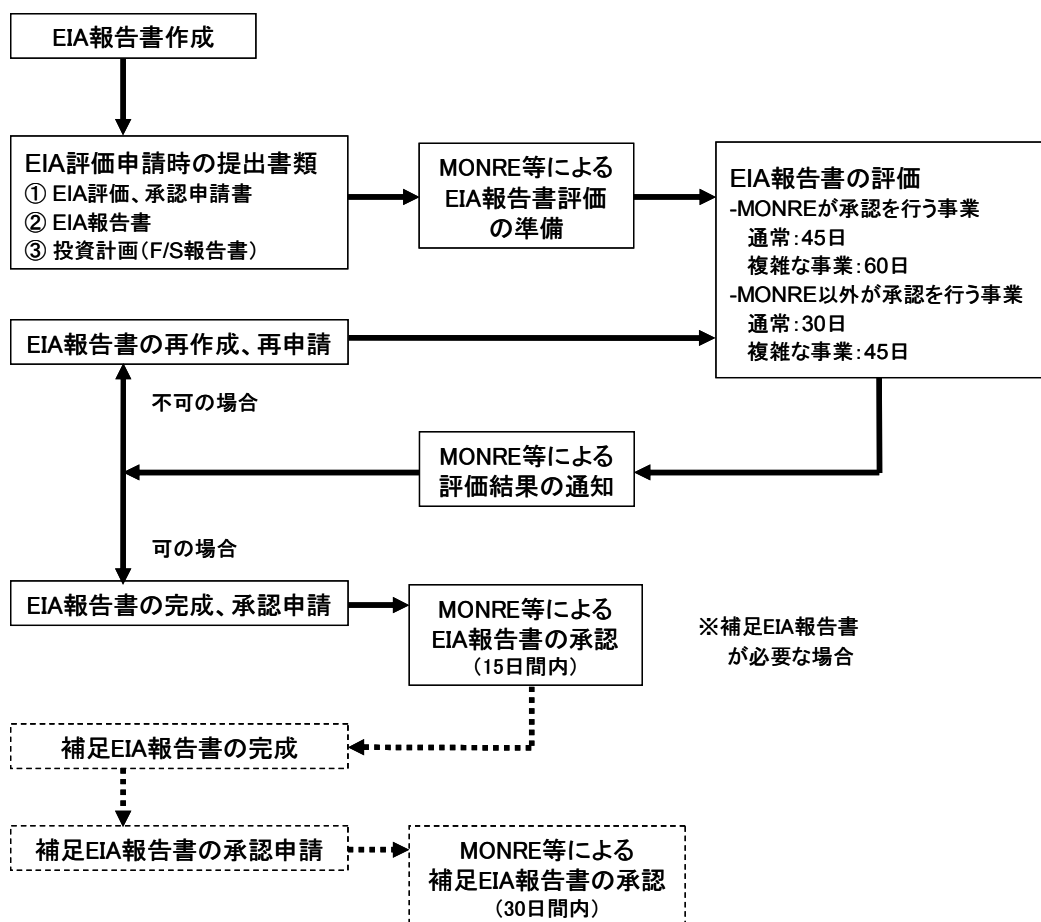 EIA報告書作成
EIA評価申請時の提出書類
① EIA評価、承認申請書
② EIA報告書
③ 投資計画(F/S報告書)
MONRE等による
EIA報告書評価
の準備
EIA報告書の評価
-MONREが承認を行う事業
通常:45日
複雑な事業:60日
-MONRE以外が承認を行う事業
通常:30日
複雑な事業:45日
EIA報告書の再作成、再申請
不可の場合
MONRE等による
評価結果の通知
可の場合
EIA報告書の完成、承認申請
MONRE等による
EIA報告書の承認
(15日間内)
※補足EIA報告書
が必要な場合
補足EIA報告書の完成
補足EIA報告書の承認申請
MONRE等による
補足EIA報告書の承認
(30日間内)